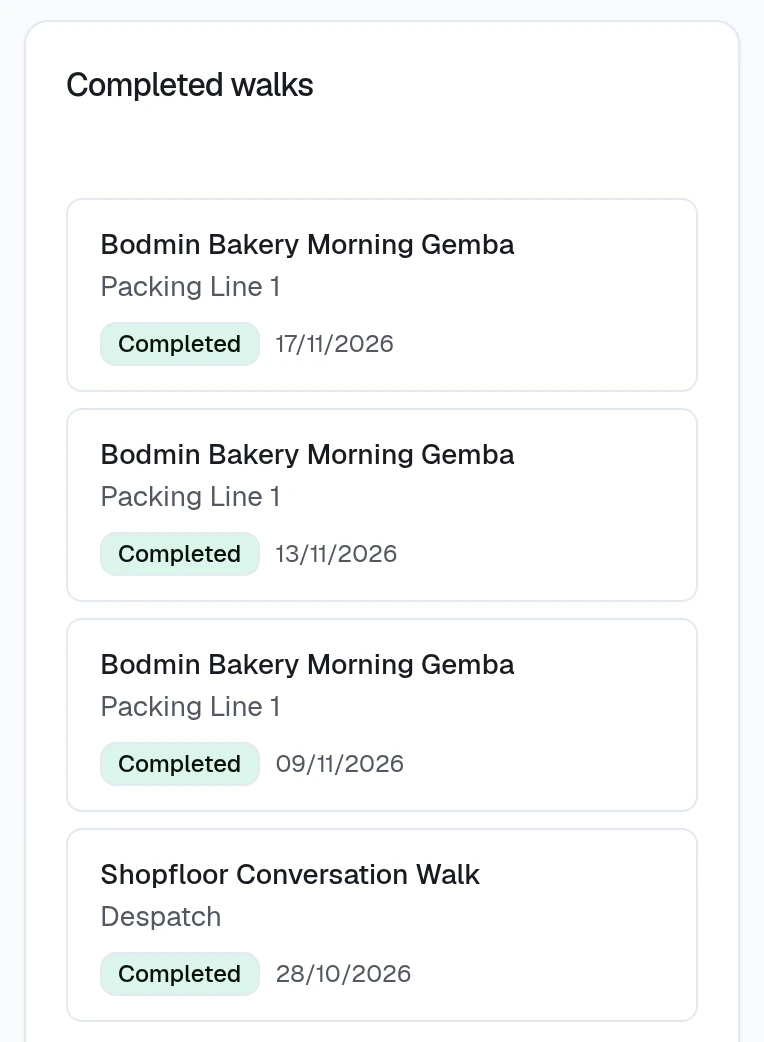 Completed walks
Bodmin Bakery Morning Gemba
Packing Line 1
Completed 17/11/2026
Bodmin Bakery Morning Gemba
Packing Line 1
Completed 13/11/2026
Bodmin Bakery Morning Gemba
Packing Line 1
Completed 09/11/2026
Shopfloor Conversation Walk
Despatch
Completed 28/10/2026